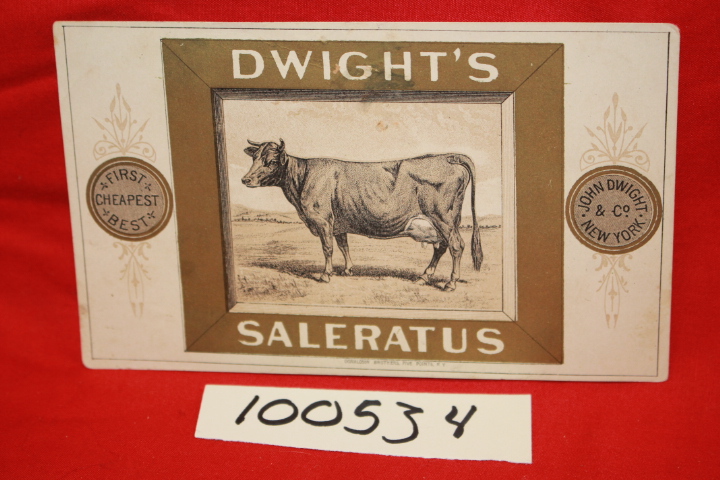 DWIGHT'S
FIRST
CHEAPEST
BEST
JOHN DWIGHT
& Co.
NEW YORK
SALERATUS
100534